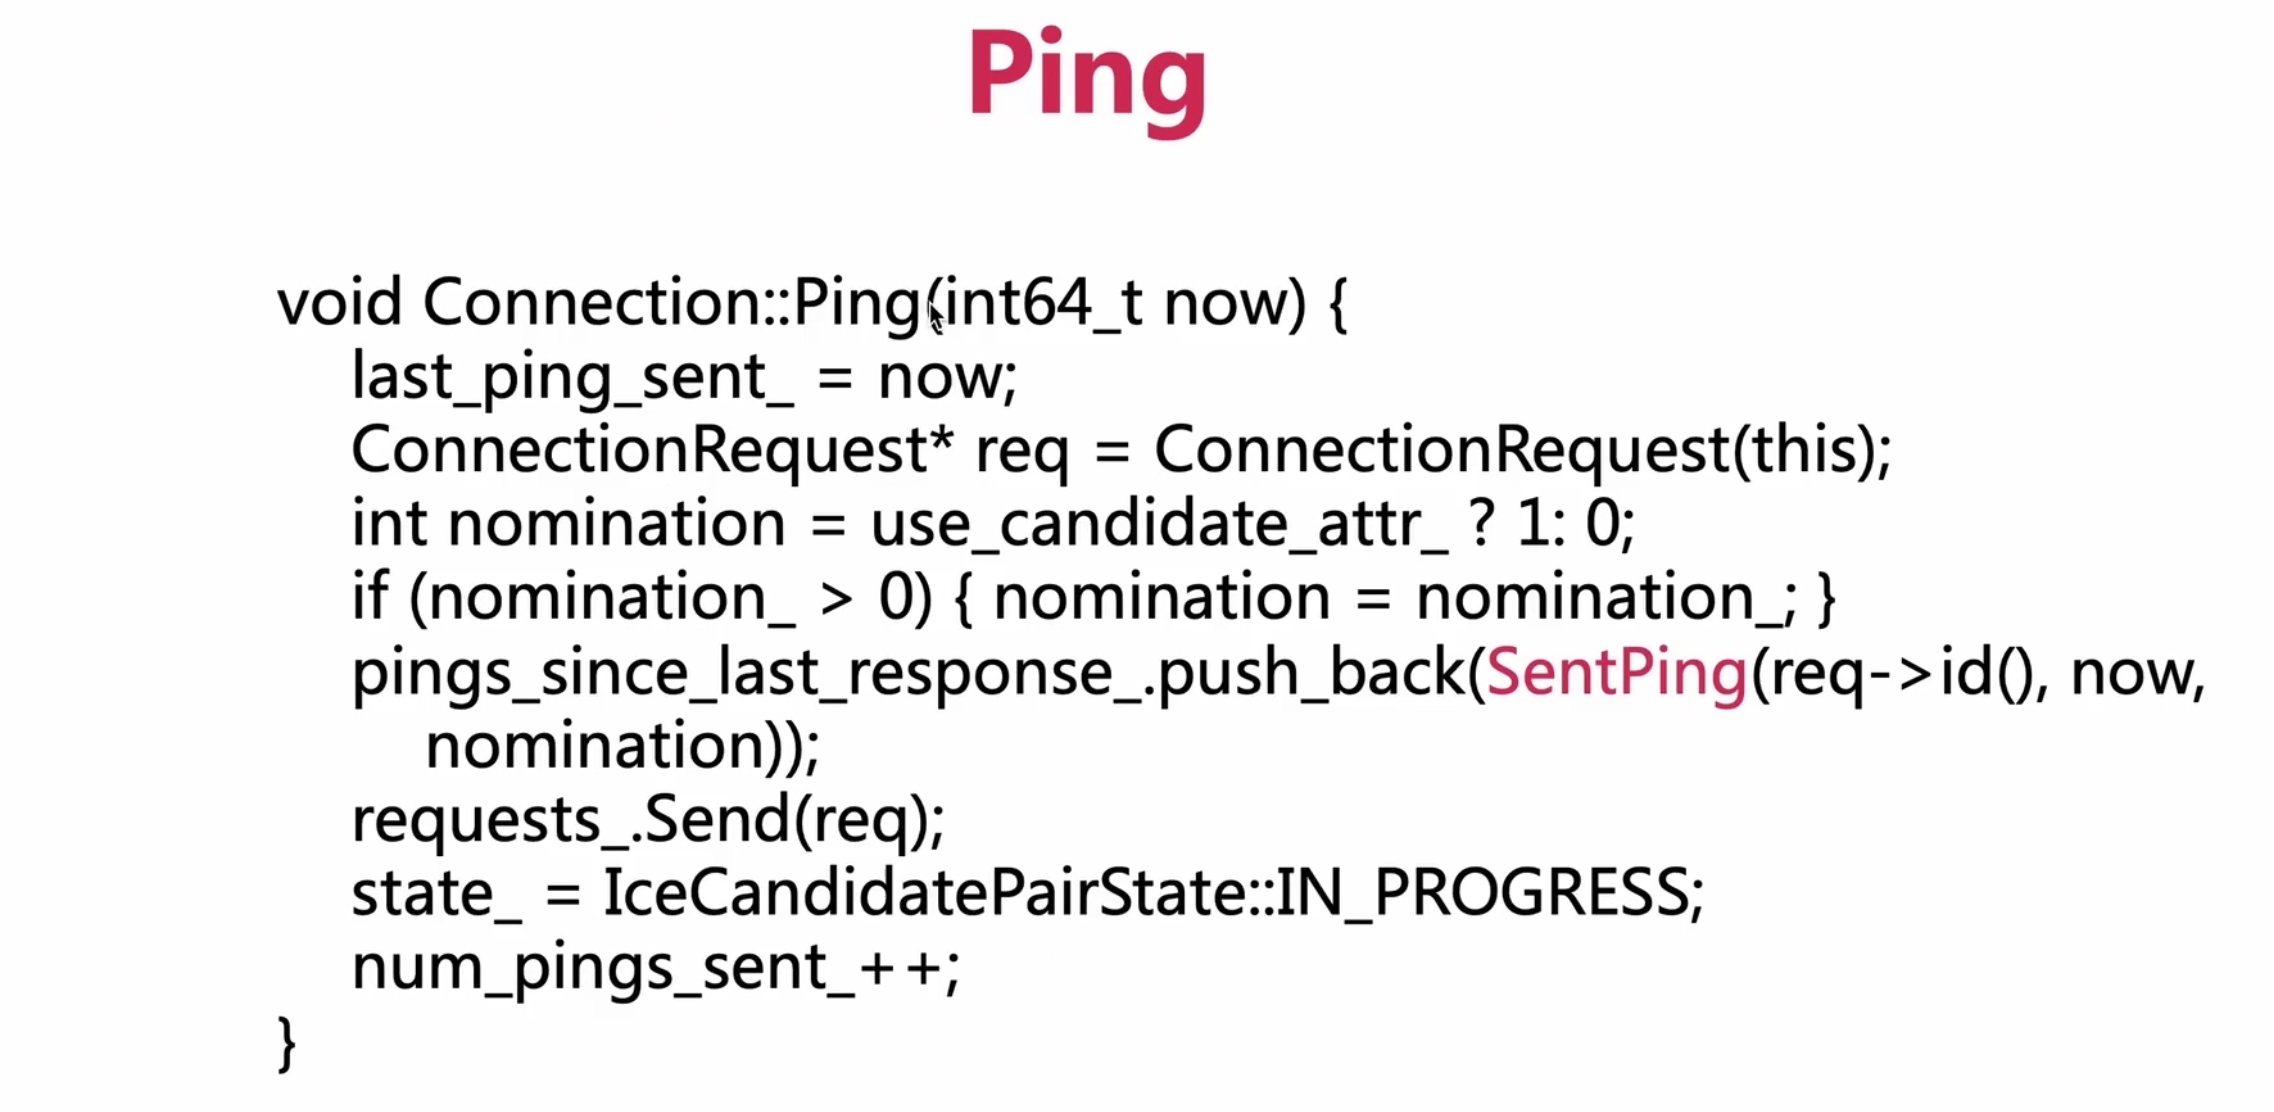 Ping
void Connection::Ping(int64_t now) {
last_ping_sent_ = now;
ConnectionRequest* req = ConnectionRequest(this);
int nomination = use_candidate_attr_ ? 1: 0;
if (nomination_ > 0) { nomination = nomination_; }
pings_since_last_response_.push_back(SentPing(req->id(), now,
nomination));
requests_.Send(req);
state_ = IceCandidatePairState::IN_PROGRESS;
num_pings_sent_++;
}